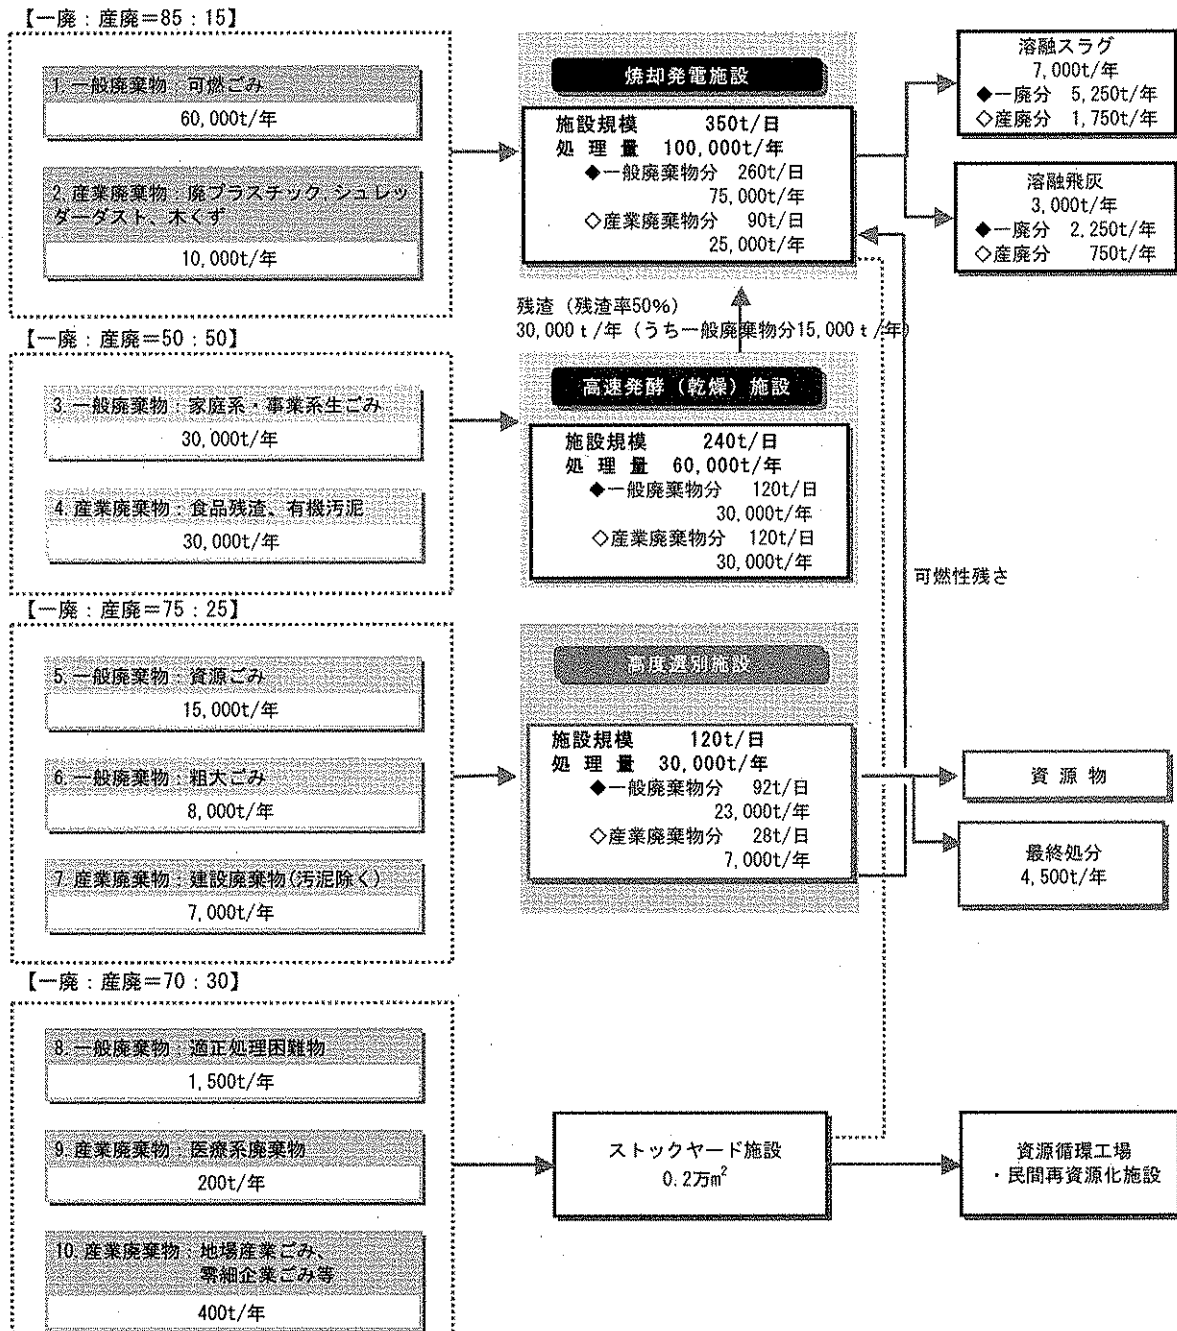 【一廃：産廃＝85：15】
1.一般廃棄物：可燃ごみ
60,000t/年
2.産業廃棄物：廃プラスチック,シュレッ
ダーダスト、木くず
10,000t/年
焼却発電施設
施設規模 350t/日
処理量 100,000t/年
◆一般廃棄物分 260t/日
75,000t/年
◇産業廃棄物分 90t/日
25,000t/年
溶融スラグ
7,000t/年
◆一廃分 5,250t/年
◇産廃分 1,750t/年
溶融飛灰
3,000t/年
◆一廃分 2,250t/年
◇産廃分 750t/年
残渣（残渣率50%）
30,000t/年（うち一般廃棄物分15,000t/年）
【一廃：産廃＝50：50】
3.一般廃棄物：家庭系・事業系生ごみ
30,000t/年
4.産業廃棄物：食品残渣、有機汚泥
30,000t/年
高速発酵（乾燥）施設
施設規模 240t/日
処理量 60,000t/年
◆一般廃棄物分 120t/日
30,000t/年
◇産業廃棄物分 120t/日
30,000t/年
可燃性残さ
【一廃：産廃＝75：25】
5.一般廃棄物：資源ごみ
15,000t/年
6.一般廃棄物：粗大ごみ
8,000t/年
7.産業廃棄物：建設廃棄物(汚泥除く)
7,000t/年
高度選別施設
施設規模 120t/日
処理量 30,000t/年
◆一般廃棄物分 92t/日
23,000t/年
◇産業廃棄物分 28t/日
7,000t/年
資源物
最終処分
4,500t/年
【一廃：産廃＝70：30】
8.一般廃棄物：適正処理困難物
1,500t/年
9.産業廃棄物：医療系廃棄物
200t/年
10.産業廃棄物：地場産業ごみ、
零細企業ごみ等
400t/年
ストックヤード施設
0.2万m²
資源循環工場
・民間再資源化施設